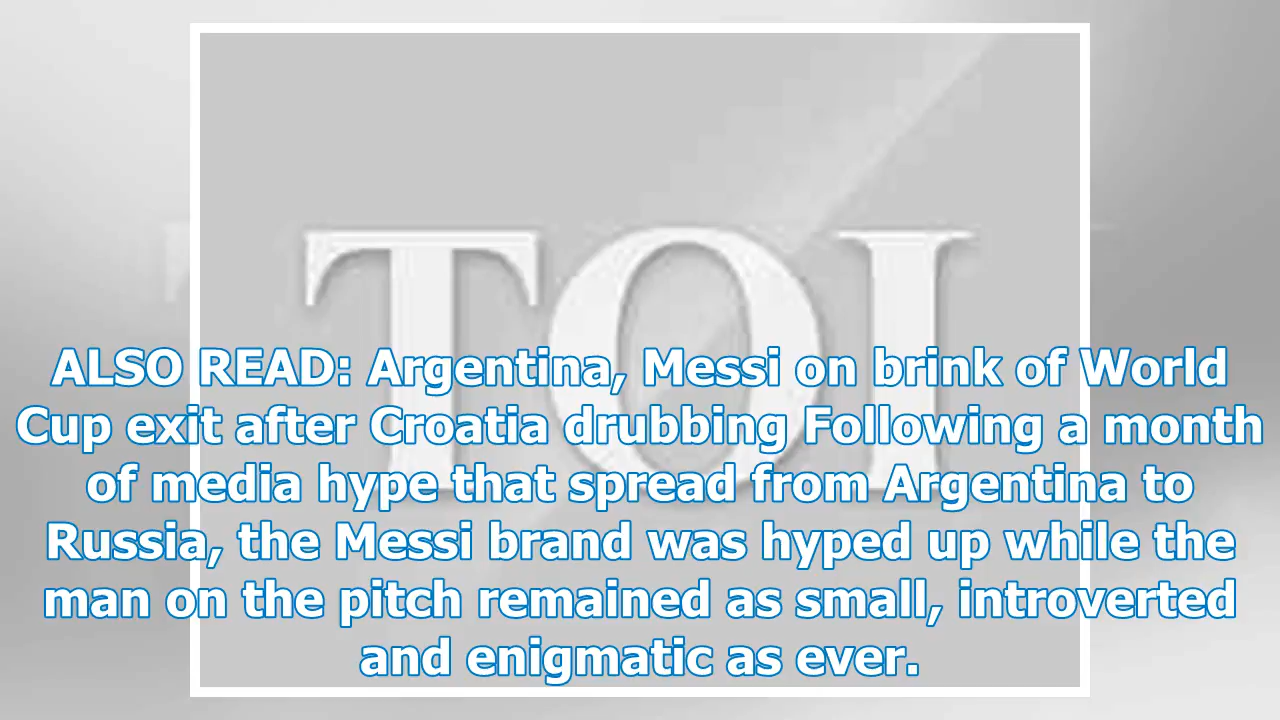 TOI
ALSO READ: Argentina, Messi on brink of World
Cup exit after Croatia drubbing Following a month
of media hype that spread from Argentina to
Russia, the Messi brand was hyped up while the
man on the pitch remained as small, introverted
and enigmatic as ever.